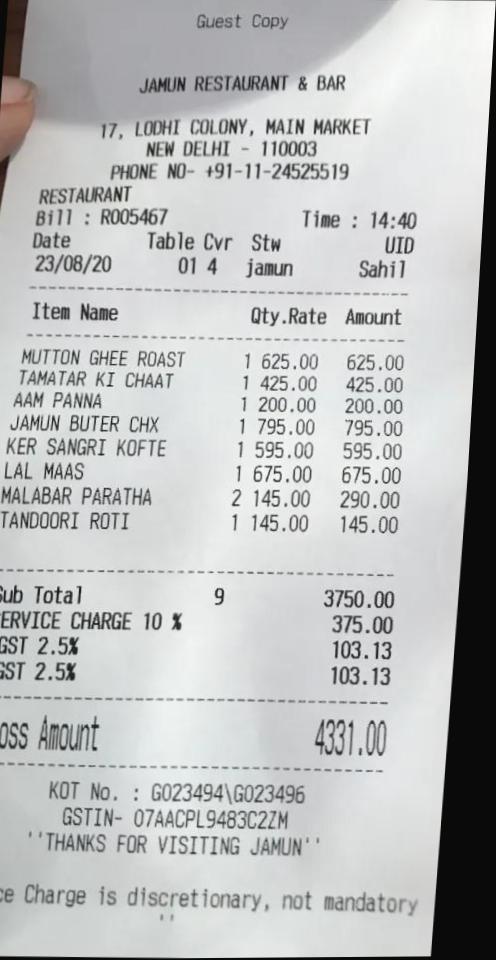 Guest Copy
JAMUN RESTAURANT & BAR
17, LODHI COLONY, MAIN MARKET
NEW DELHI - 110003
PHONE NO- +91-11-24525519
RESTAURANT
Bill : R005467 Time : 14:40
Date Table Cvr Stw UID
23/08/20 01 4 jamun Sahil
Item Name Qty.Rate Amount
MUTTON GHEE ROAST 1 625.00 625.00
TAMATAR KI CHAAT 1 425.00 425.00
AAM PANNA 1 200.00 200.00
JAMUN BUTER CHX 1 795.00 795.00
KER SANGRI KOFTE 1 595.00 595.00
LAL MAAS 1 675.00 675.00
MALABAR PARATHA 2 145.00 290.00
TANDOORI ROTI 1 145.00 145.00
Sub Total 9 3750.00
ERVICE CHARGE 10 % 375.00
GST 2.5% 103.13
GST 2.5% 103.13
oss Amount 4331.00
KOT No. : G023494\G023496
GSTIN- 07AACPL9483C2ZM
''THANKS FOR VISITING JAMUN''
ce Charge is discretionary, not mandatory
''